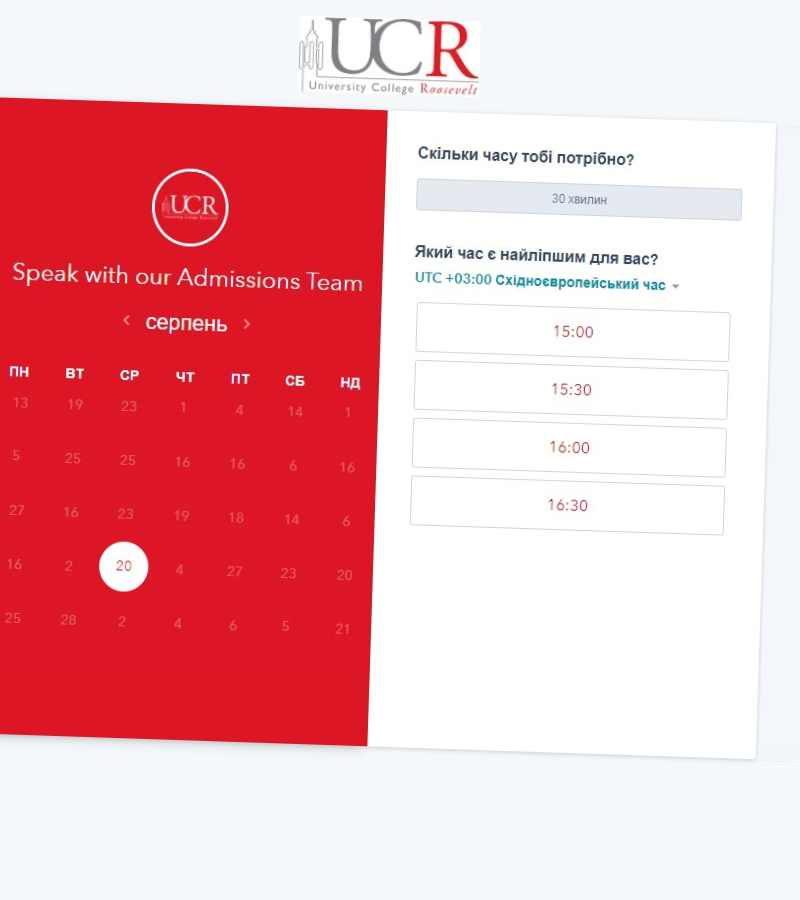 UCR
University College Roosevelt
UCR
Speak with our Admissions Team
серпень
ПН ВТ СР ЧТ ПТ СБ НД
13 19 23 1 4 14 1
5 25 25 16 16 6 16
27 16 23 19 18 14 6
16 2 20 4 27 23 20
25 28 2 4 6 5 21
Скільки часу тобі потрібно?
30 хвилин
Який час є найліпшим для вас?
UTC +03:00 Східноєвропейський час
15:00
15:30
16:00
16:30